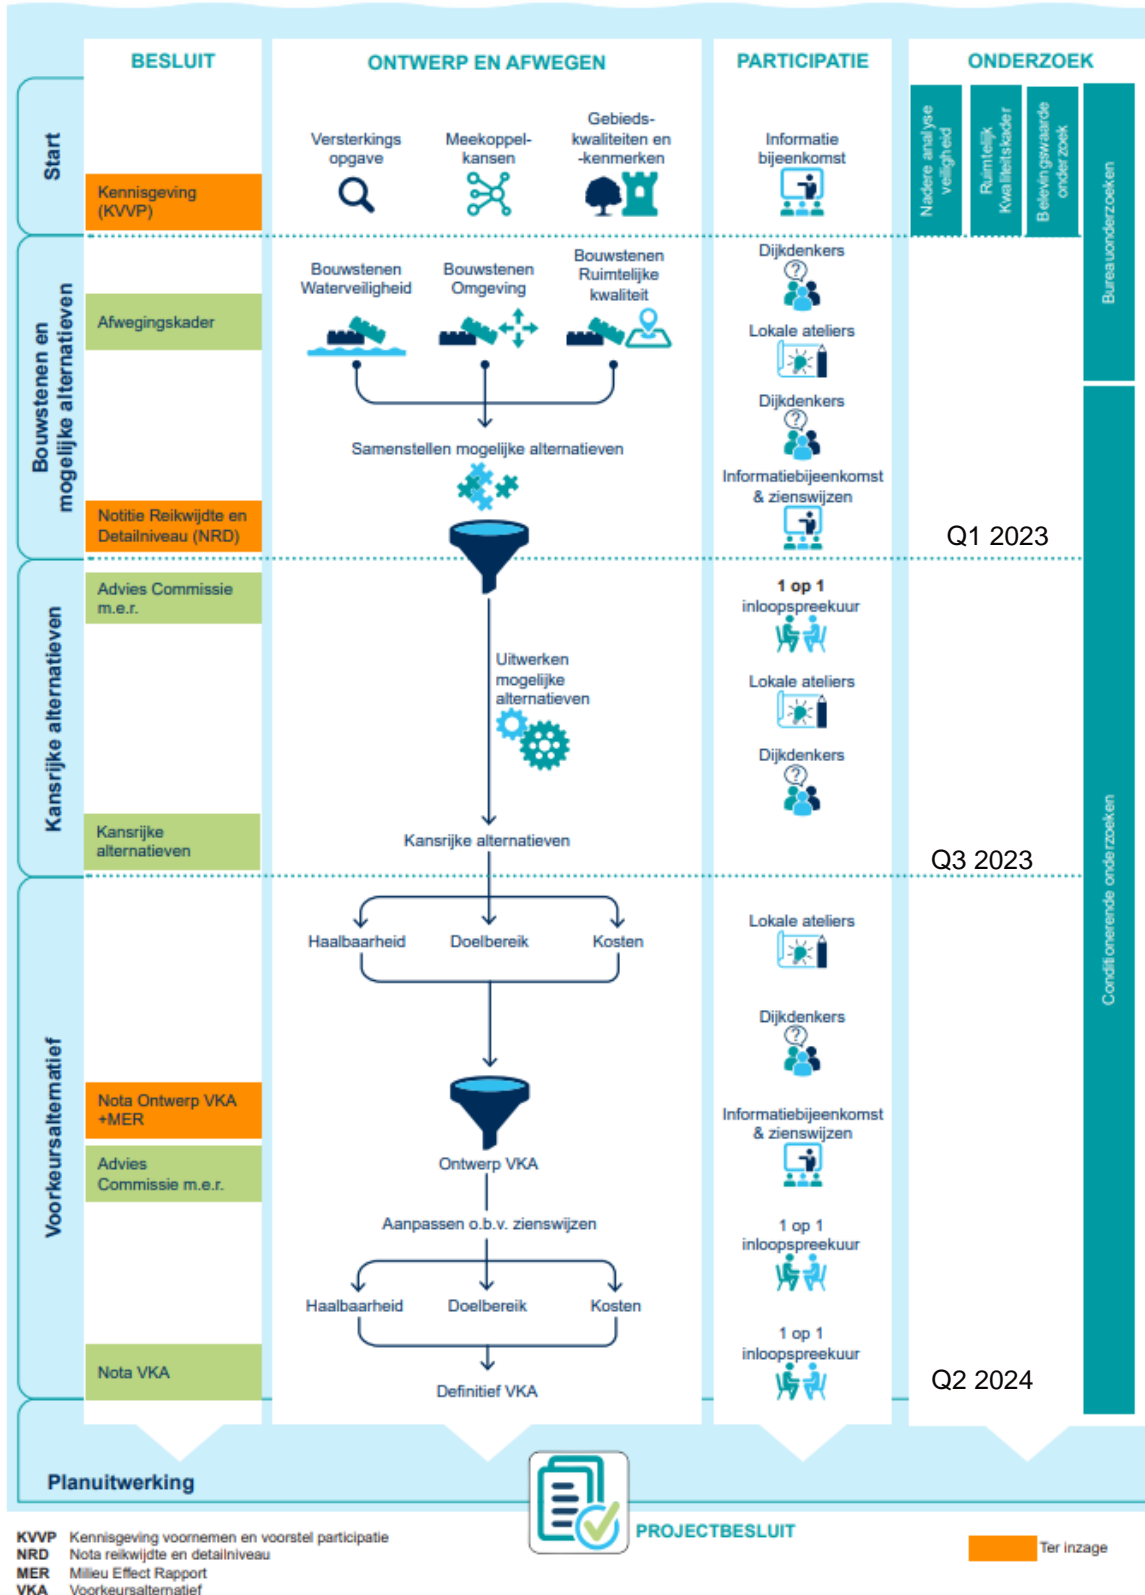 BESLUIT
ONTWERP EN AFWEGEN
PARTICIPATIE
ONDERZOEK
Start
Kennisgeving
(KVVP)
Versterkings
opgave
Meekoppel-
kansen
Gebieds-
kwaliteiten en
-kenmerken
Informatie
bijeenkomst
Nadere analyse
veiligheid
Ruimtelijk
Kwaliteitskader
Belevingswaarde
onderzoek
Bureauonderzoeken
Bouwstenen en
mogelijke alternatieven
Afwegingskader
Bouwstenen
Waterveiligheid
Bouwstenen
Omgeving
Bouwstenen
Ruimtelijke
kwaliteit
Dijkdenkers
Lokale ateliers
Dijkdenkers
Samenstellen mogelijke alternatieven
Informatiebijeenkomst
& zienswijzen
Notitie Reikwijdte en
Detailniveau (NRD)
Q1 2023
Conditionerende onderzoeken
Kansrijke alternatieven
Advies Commissie
m.e.r.
1 op 1
inloopspreekuur
Uitwerken
mogelijke
alternatieven
Lokale ateliers
Dijkdenkers
Kansrijke
alternatieven
Kansrijke alternatieven
Q3 2023
Voorkeursalternatief
Haalbaarheid
Doelbereik
Kosten
Lokale ateliers
Dijkdenkers
Nota Ontwerp VKA
+MER
Informatiebijeenkomst
& zienswijzen
Advies
Commissie m.e.r.
Ontwerp VKA
Aanpassen o.b.v. zienswijzen
1 op 1
inloopspreekuur
Haalbaarheid
Doelbereik
Kosten
1 op 1
inloopspreekuur
Nota VKA
Definitief VKA
Q2 2024
Planuitwerking
PROJECTBESLUIT
KVVP Kennisgeving voornemen en voorstel participatie
NRD Nota reikwijdte en detailniveau
MER Milieu Effect Rapport
VKA Voorkeursalternatief
Ter inzage